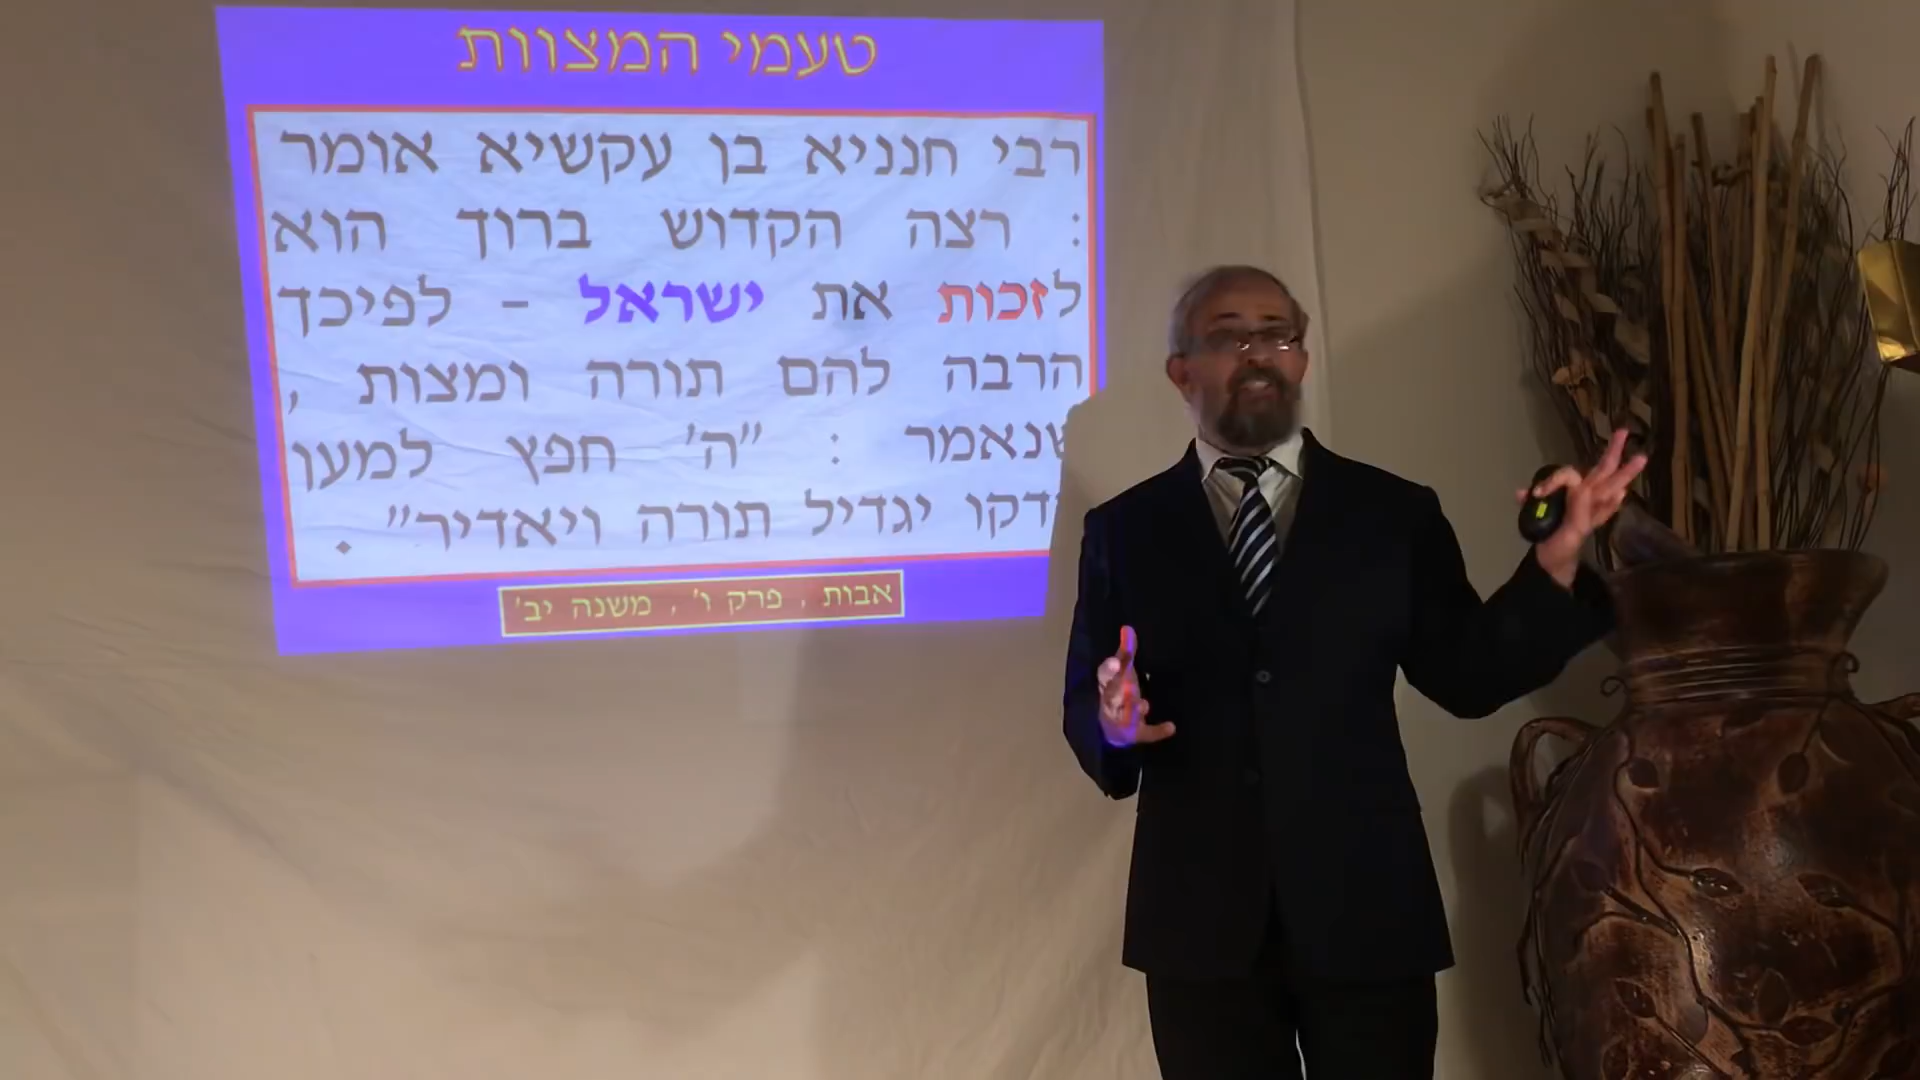 טעמי המצוות
רבי חנניא בן עקשיא אומר
: רצה הקדוש ברוך הוא
לזכות את ישראל - לפיכך
הרבה להם תורה ומצות ,
שנאמר : "ה' חפץ למען
יגדיל תורה ויאדיר" .
אבות , פרק ו' , משנה יב'